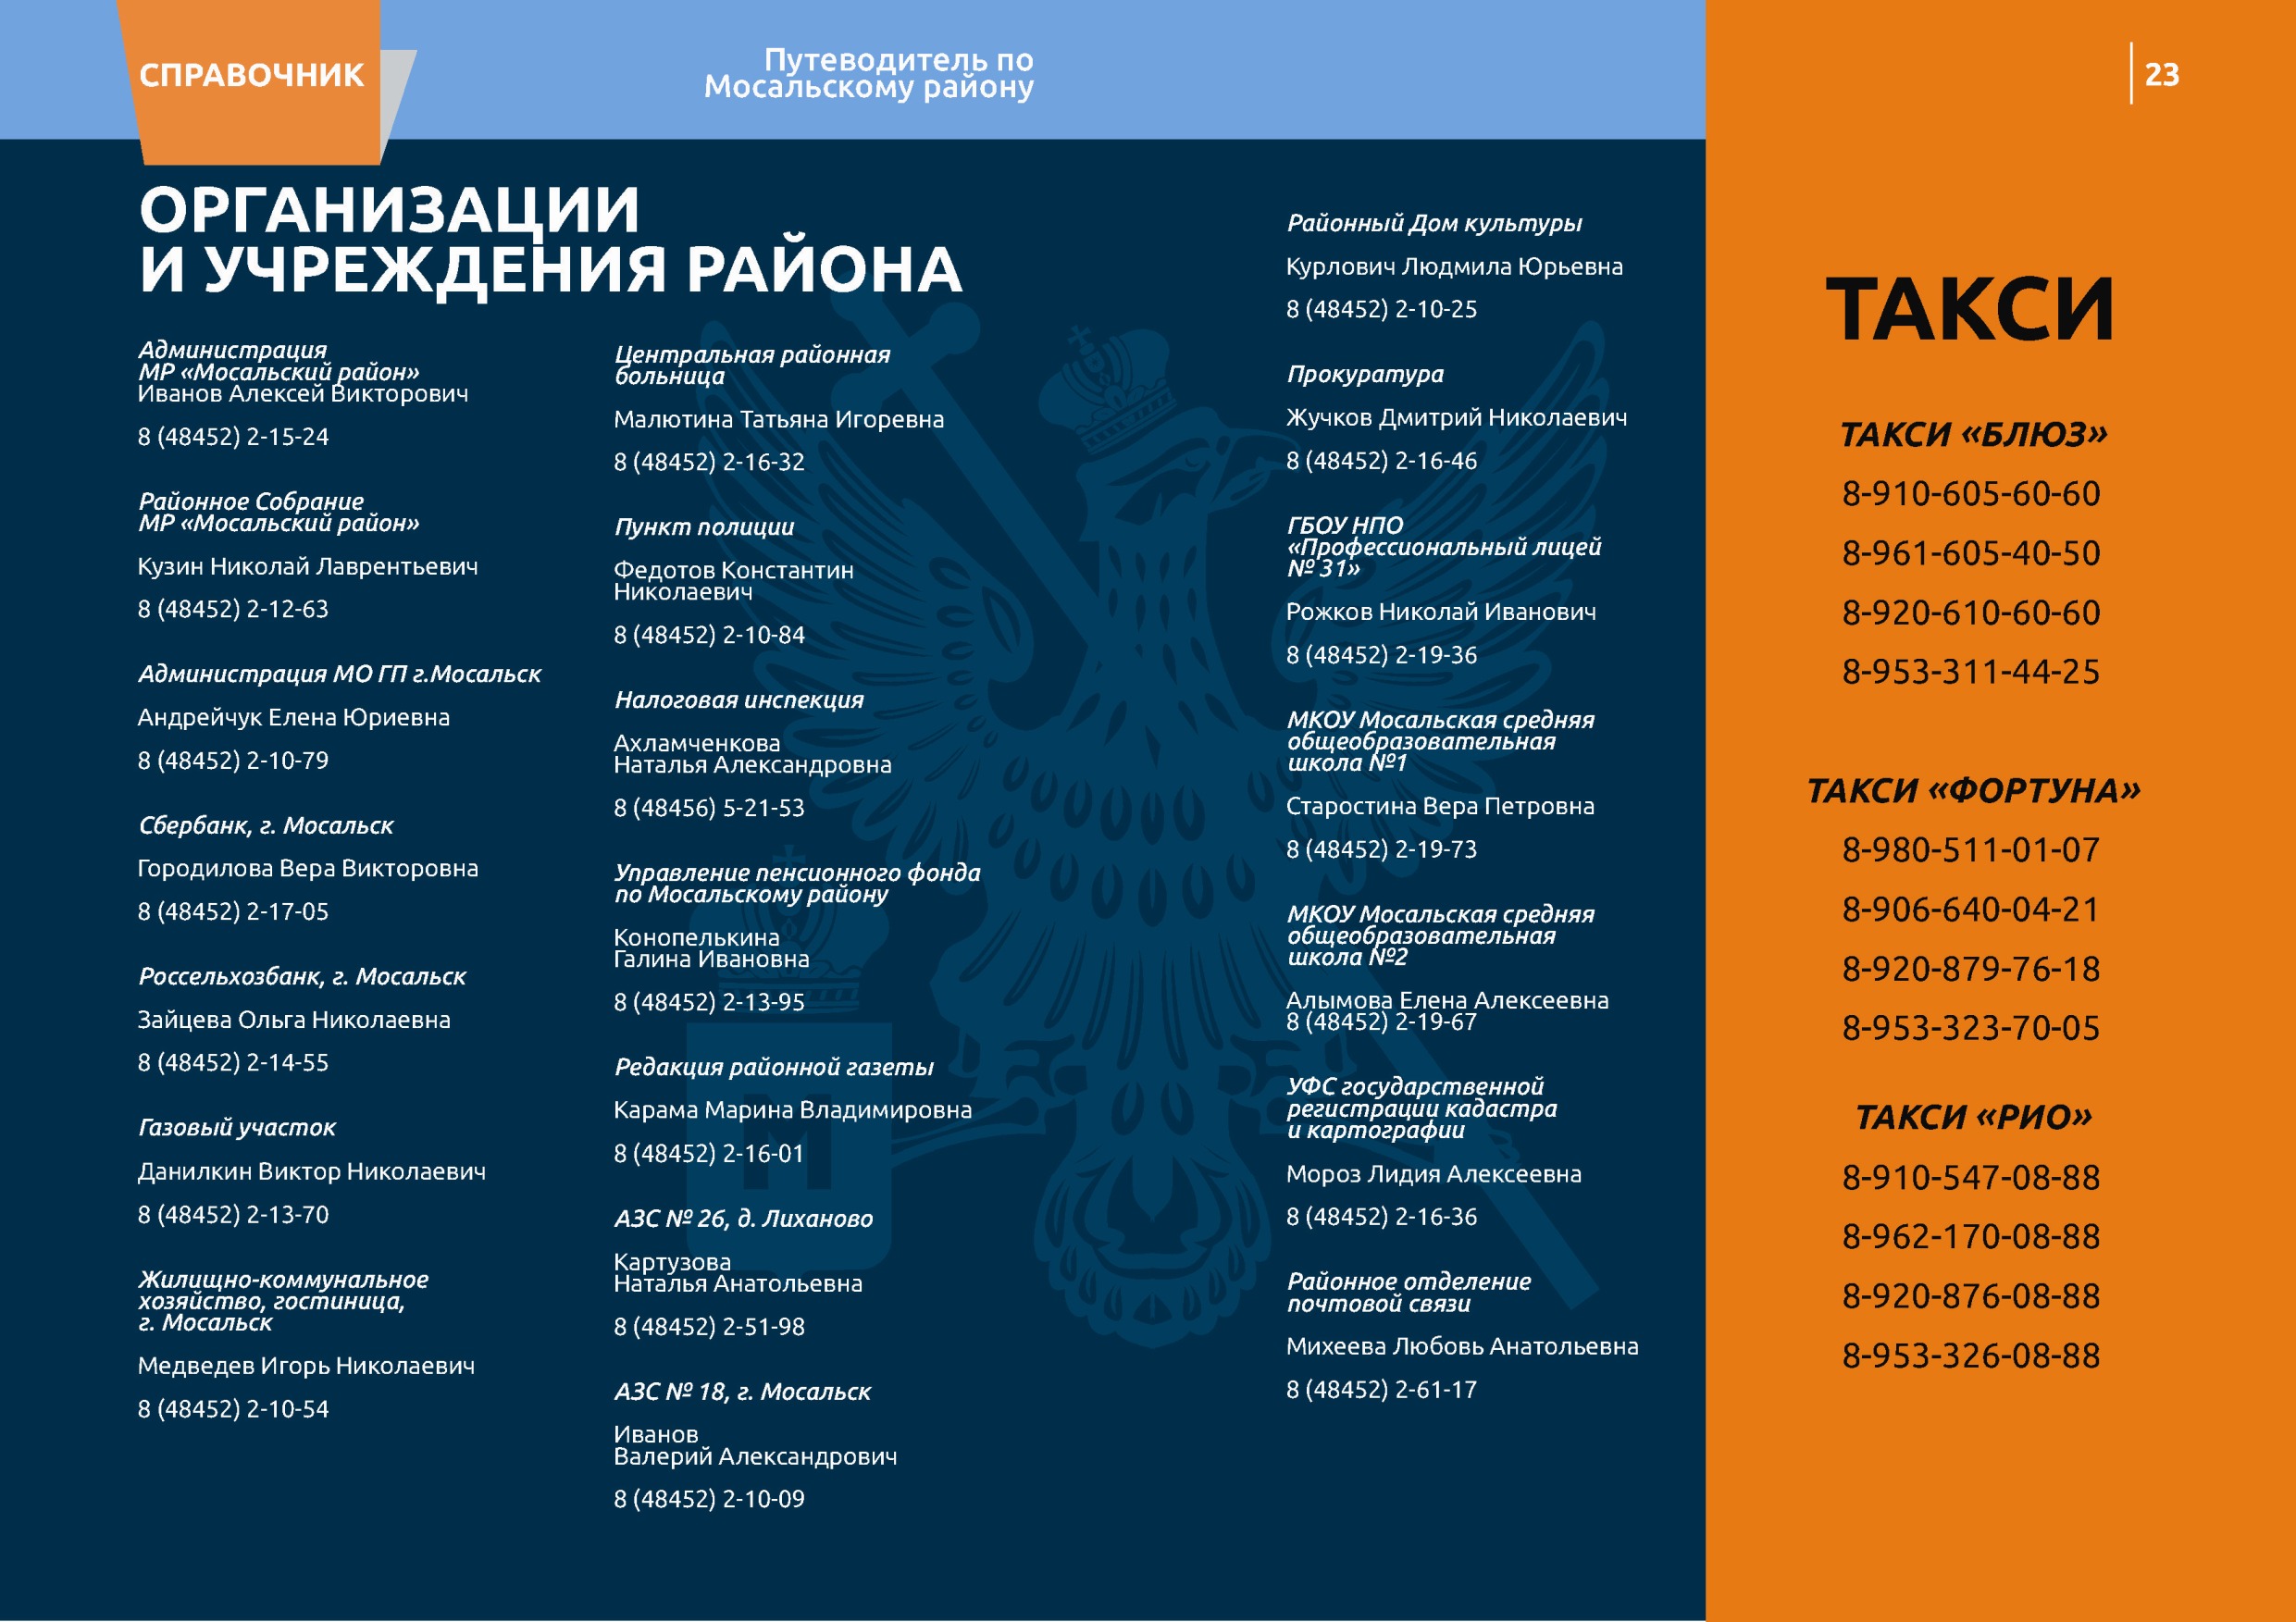 СПРАВОЧНИК
Путеводитель по
Мосальскому району
23
ОРГАНИЗАЦИИ
И УЧРЕЖДЕНИЯ РАЙОНА
Администрация
МР «Мосальский район»
Иванов Алексей Викторович
8 (48452) 2-15-24
Районное Собрание
МР «Мосальский район»
Кузин Николай Лаврентьевич
8 (48452) 2-12-63
Администрация МО ГП г.Мосальск
Андрейчук Елена Юриевна
8 (48452) 2-10-79
Сбербанк, г. Мосальск
Городилова Вера Викторовна
8 (48452) 2-17-05
Россельхозбанк, г. Мосальск
Зайцева Ольга Николаевна
8 (48452) 2-14-55
Газовый участок
Данилкин Виктор Николаевич
8 (48452) 2-13-70
Жилищно-коммунальное
хозяйство, гостиница,
г. Мосальск
Медведев Игорь Николаевич
8 (48452) 2-10-54
Центральная районная
больница
Малютина Татьяна Игоревна
8 (48452) 2-16-32
Пункт полиции
Федотов Константин
Николаевич
8 (48452) 2-10-84
Налоговая инспекция
Ахламченкова
Наталья Александровна
8 (48456) 5-21-53
Управление пенсионного фонда
по Мосальскому району
Конопелькина
Галина Ивановна
8 (48452) 2-13-95
Редакция районной газеты
Карама Марина Владимировна
8 (48452) 2-16-01
АЗС № 26, д. Лиханово
Картузова
Наталья Анатольевна
8 (48452) 2-51-98
АЗС № 18, г. Мосальск
Иванов
Валерий Александрович
8 (48452) 2-10-09
Районный Дом культуры
Курлович Людмила Юрьевна
8 (48452) 2-10-25
Прокуратура
Жучков Дмитрий Николаевич
8 (48452) 2-16-46
ГБОУ НПО
«Профессиональный лицей
№ 31»
Рожков Николай Иванович
8 (48452) 2-19-36
МКОУ Мосальская средняя
общеобразовательная
школа №1
Старостина Вера Петровна
8 (48452) 2-19-73
МКОУ Мосальская средняя
общеобразовательная
школа №2
Алымова Елена Алексеевна
8 (48452) 2-19-67
УФС государственной
регистрации кадастра
и картографии
Мороз Лидия Алексеевна
8 (48452) 2-16-36
Районное отделение
почтовой связи
Михеева Любовь Анатольевна
8 (48452) 2-61-17
ТАКСИ
ТАКСИ «БЛЮЗ»
8-910-605-60-60
8-961-605-40-50
8-920-610-60-60
8-953-311-44-25
ТАКСИ «ФОРТУНА»
8-980-511-01-07
8-906-640-04-21
8-920-879-76-18
8-953-323-70-05
ТАКСИ «РИО»
8-910-547-08-88
8-962-170-08-88
8-920-876-08-88
8-953-326-08-88
М